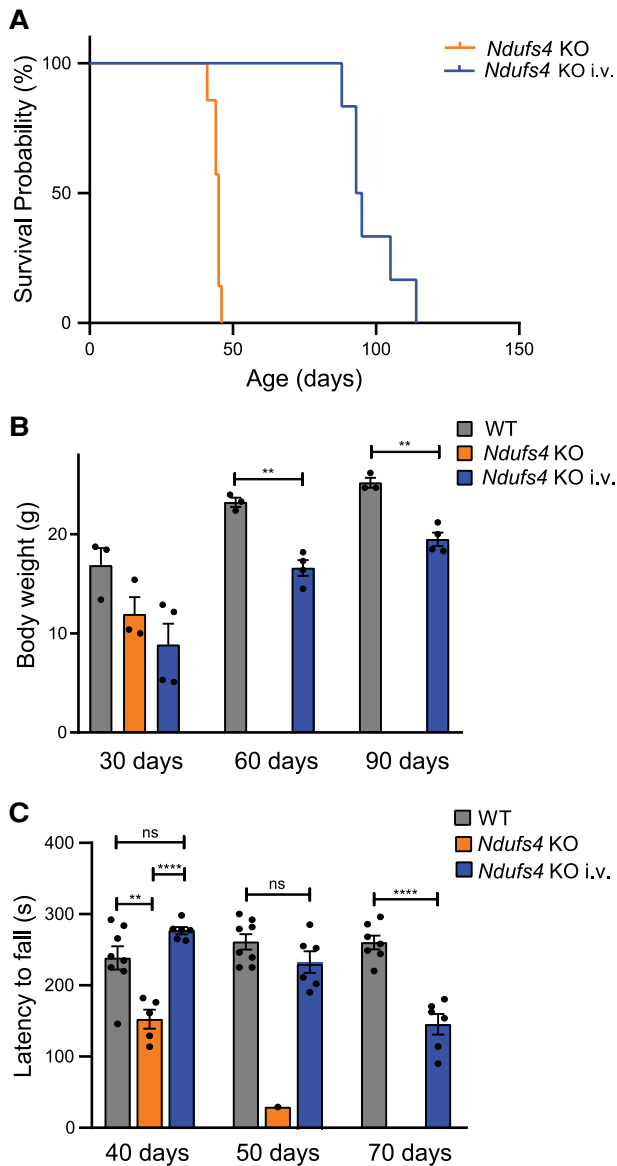 A
Survival Probability (%)
100
50
0
0
50
100
150
Age (days)
Ndufs4 KO
Ndufs4 KO i.v.
B
Body weight (g)
20
10
0
**
**
WT
Ndufs4 KO
Ndufs4 KO i.v.
30 days
60 days
90 days
C
Latency to fall (s)
400
300
200
100
0
ns
**
****
ns
****
WT
Ndufs4 KO
Ndufs4 KO i.v.
40 days
50 days
70 days